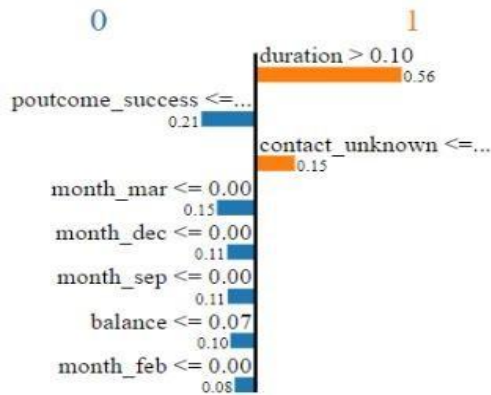 0 1
duration > 0.10
0.56
poutcome_success <=...
0.21
contact_unknown <=...
0.15
month_mar <= 0.00
0.15
month_dec <= 0.00
0.11
month_sep <= 0.00
0.11
balance <= 0.07
0.10
month_feb <= 0.00
0.08